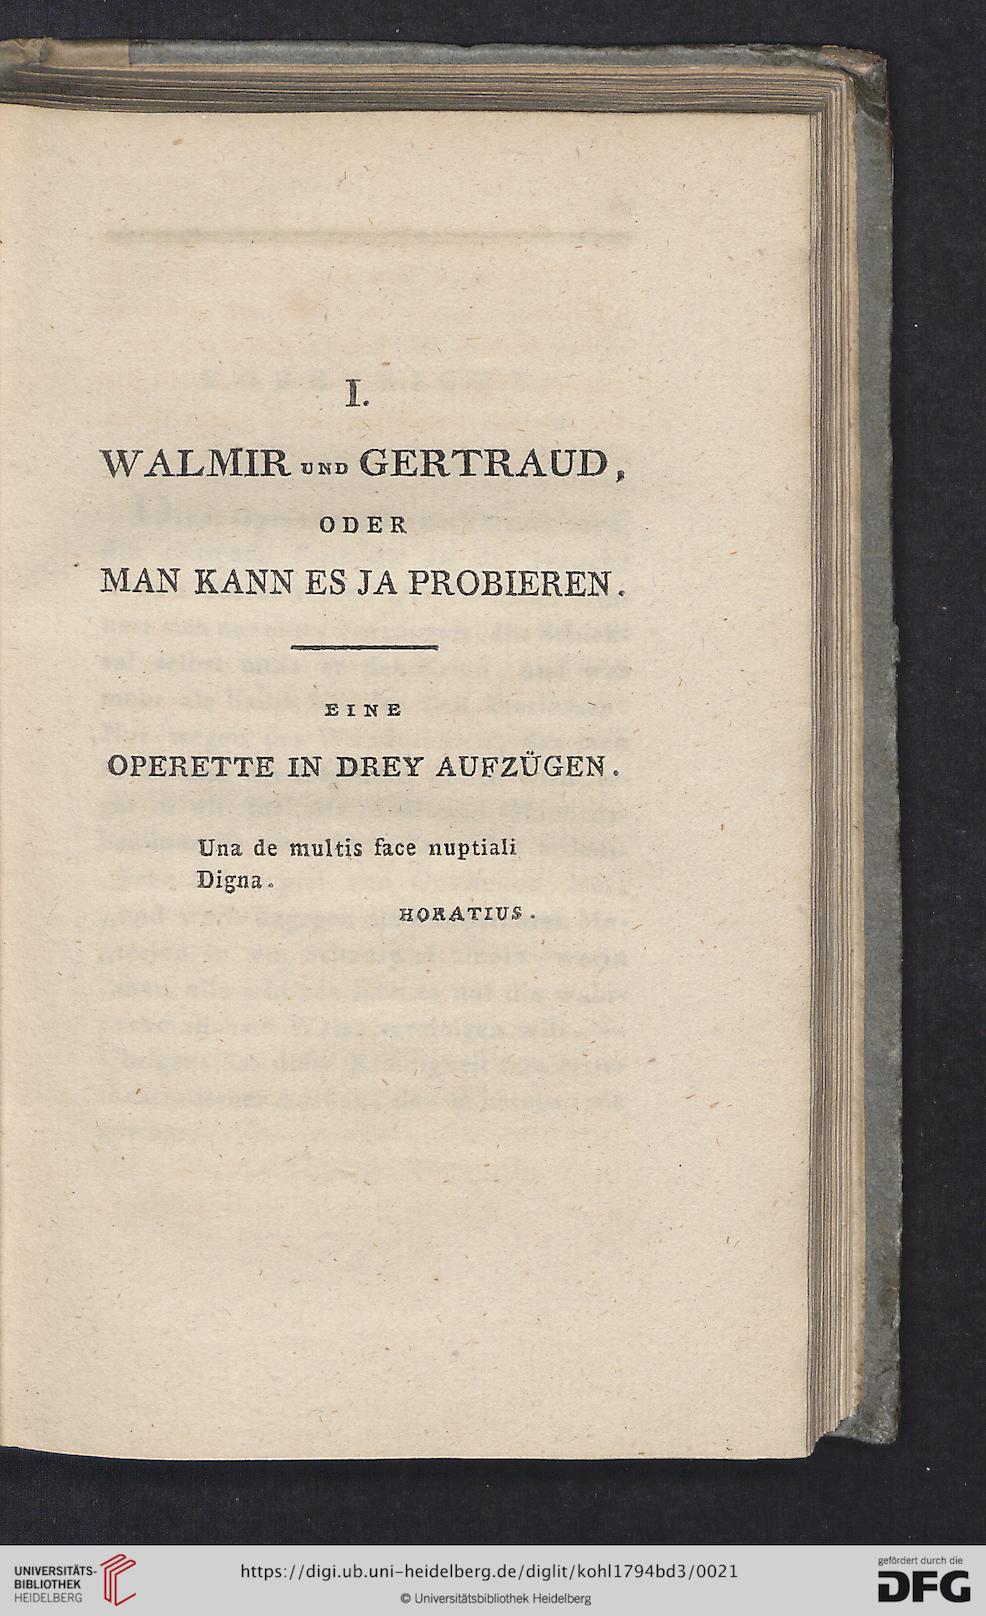 I.
WALMIR UND GERTRAUD,
ODER
MAN KANN ES JA PROBIEREN.
EINE
OPERETTE IN DREY AUFZÜGEN.
Una de multis face nuptiali
Digna.
HORATIUS.
UNIVERSITÄTS-
BIBLIOTHEK
HEIDELBERG
https://digi.ub.uni-heidelberg.de/diglit/kohl1794bd3/0021
© Universitätsbibliothek Heidelberg
gefördert durch die
DFG